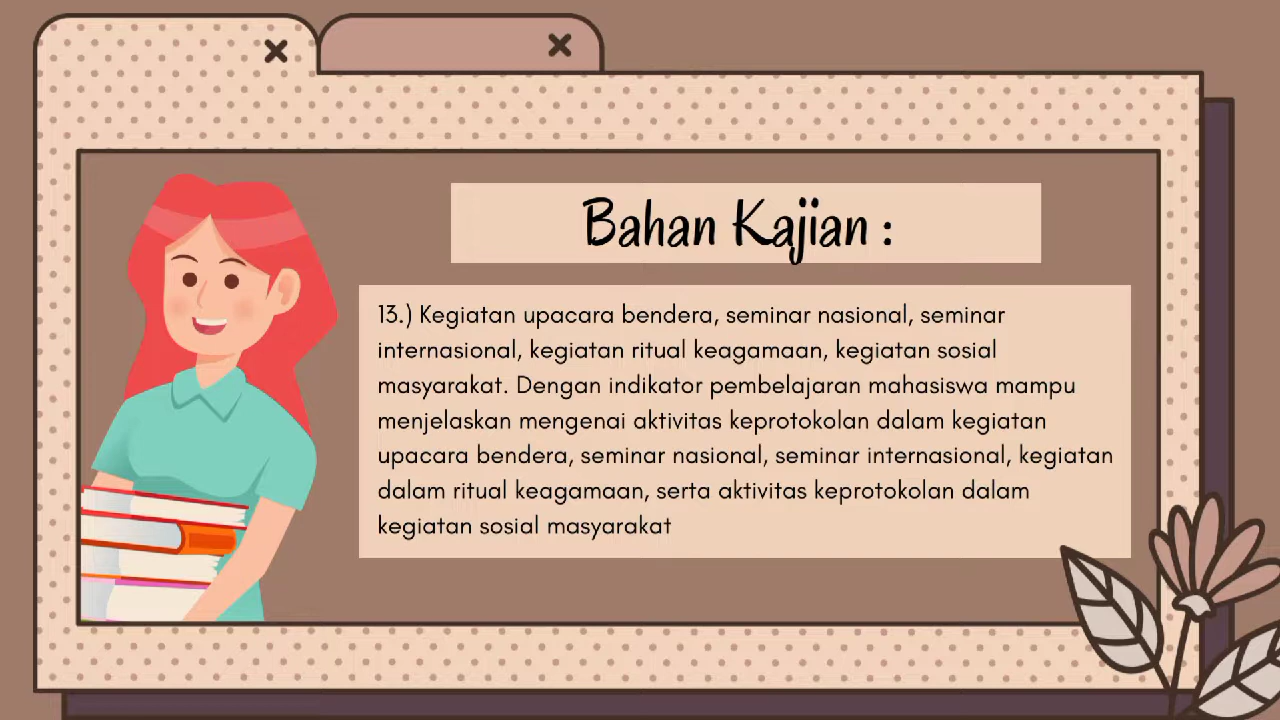 Bahan Kajian :
13.) Kegiatan upacara bendera, seminar nasional, seminar
internasional, kegiatan ritual keagamaan, kegiatan sosial
masyarakat. Dengan indikator pembelajaran mahasiswa mampu
menjelaskan mengenai aktivitas keprotokolan dalam kegiatan
upacara bendera, seminar nasional, seminar internasional, kegiatan
dalam ritual keagamaan, serta aktivitas keprotokolan dalam
kegiatan sosial masyarakat